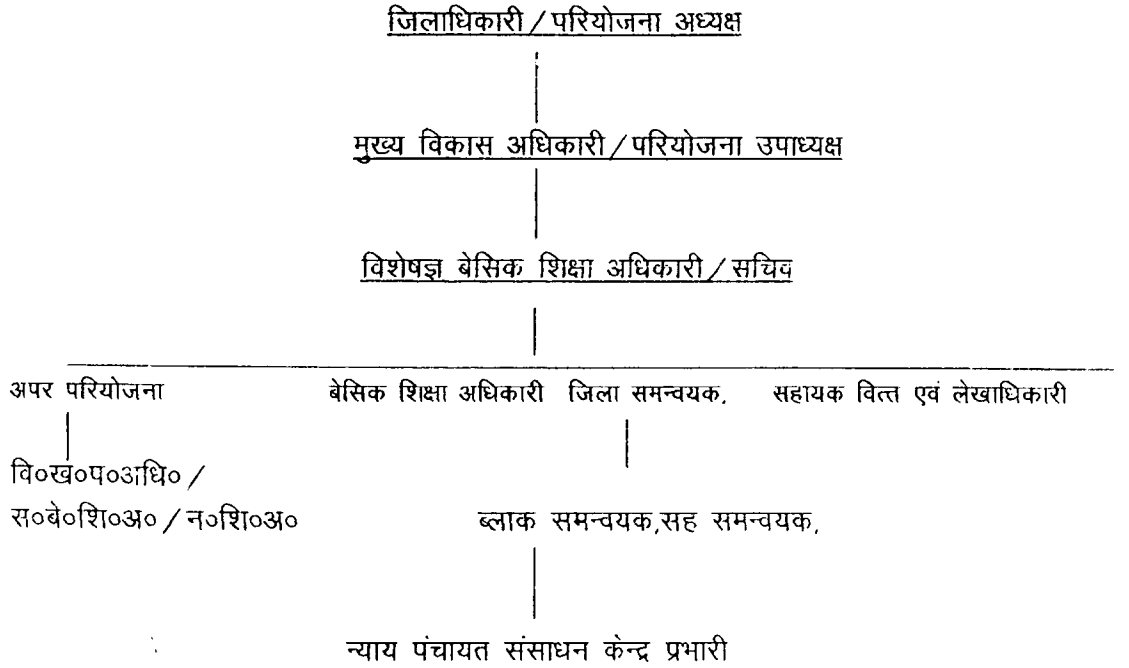 जिलाधिकारी / परियोजना अध्यक्ष
मुख्य विकास अधिकारी / परियोजना उपाध्यक्ष
विशेषज्ञ बेसिक शिक्षा अधिकारी / सचिव
अपर परियोजना बेसिक शिक्षा अधिकारी जिला समन्वयक, सहायक वित्त एवं लेखाधिकारी
वि०ख०प०अधि० /
स०बे०शि०अ० / न०शि०अ० ब्लाक समन्वयक,सह समन्वयक,
न्याय पंचायत संसाधन केन्द्र प्रभारी